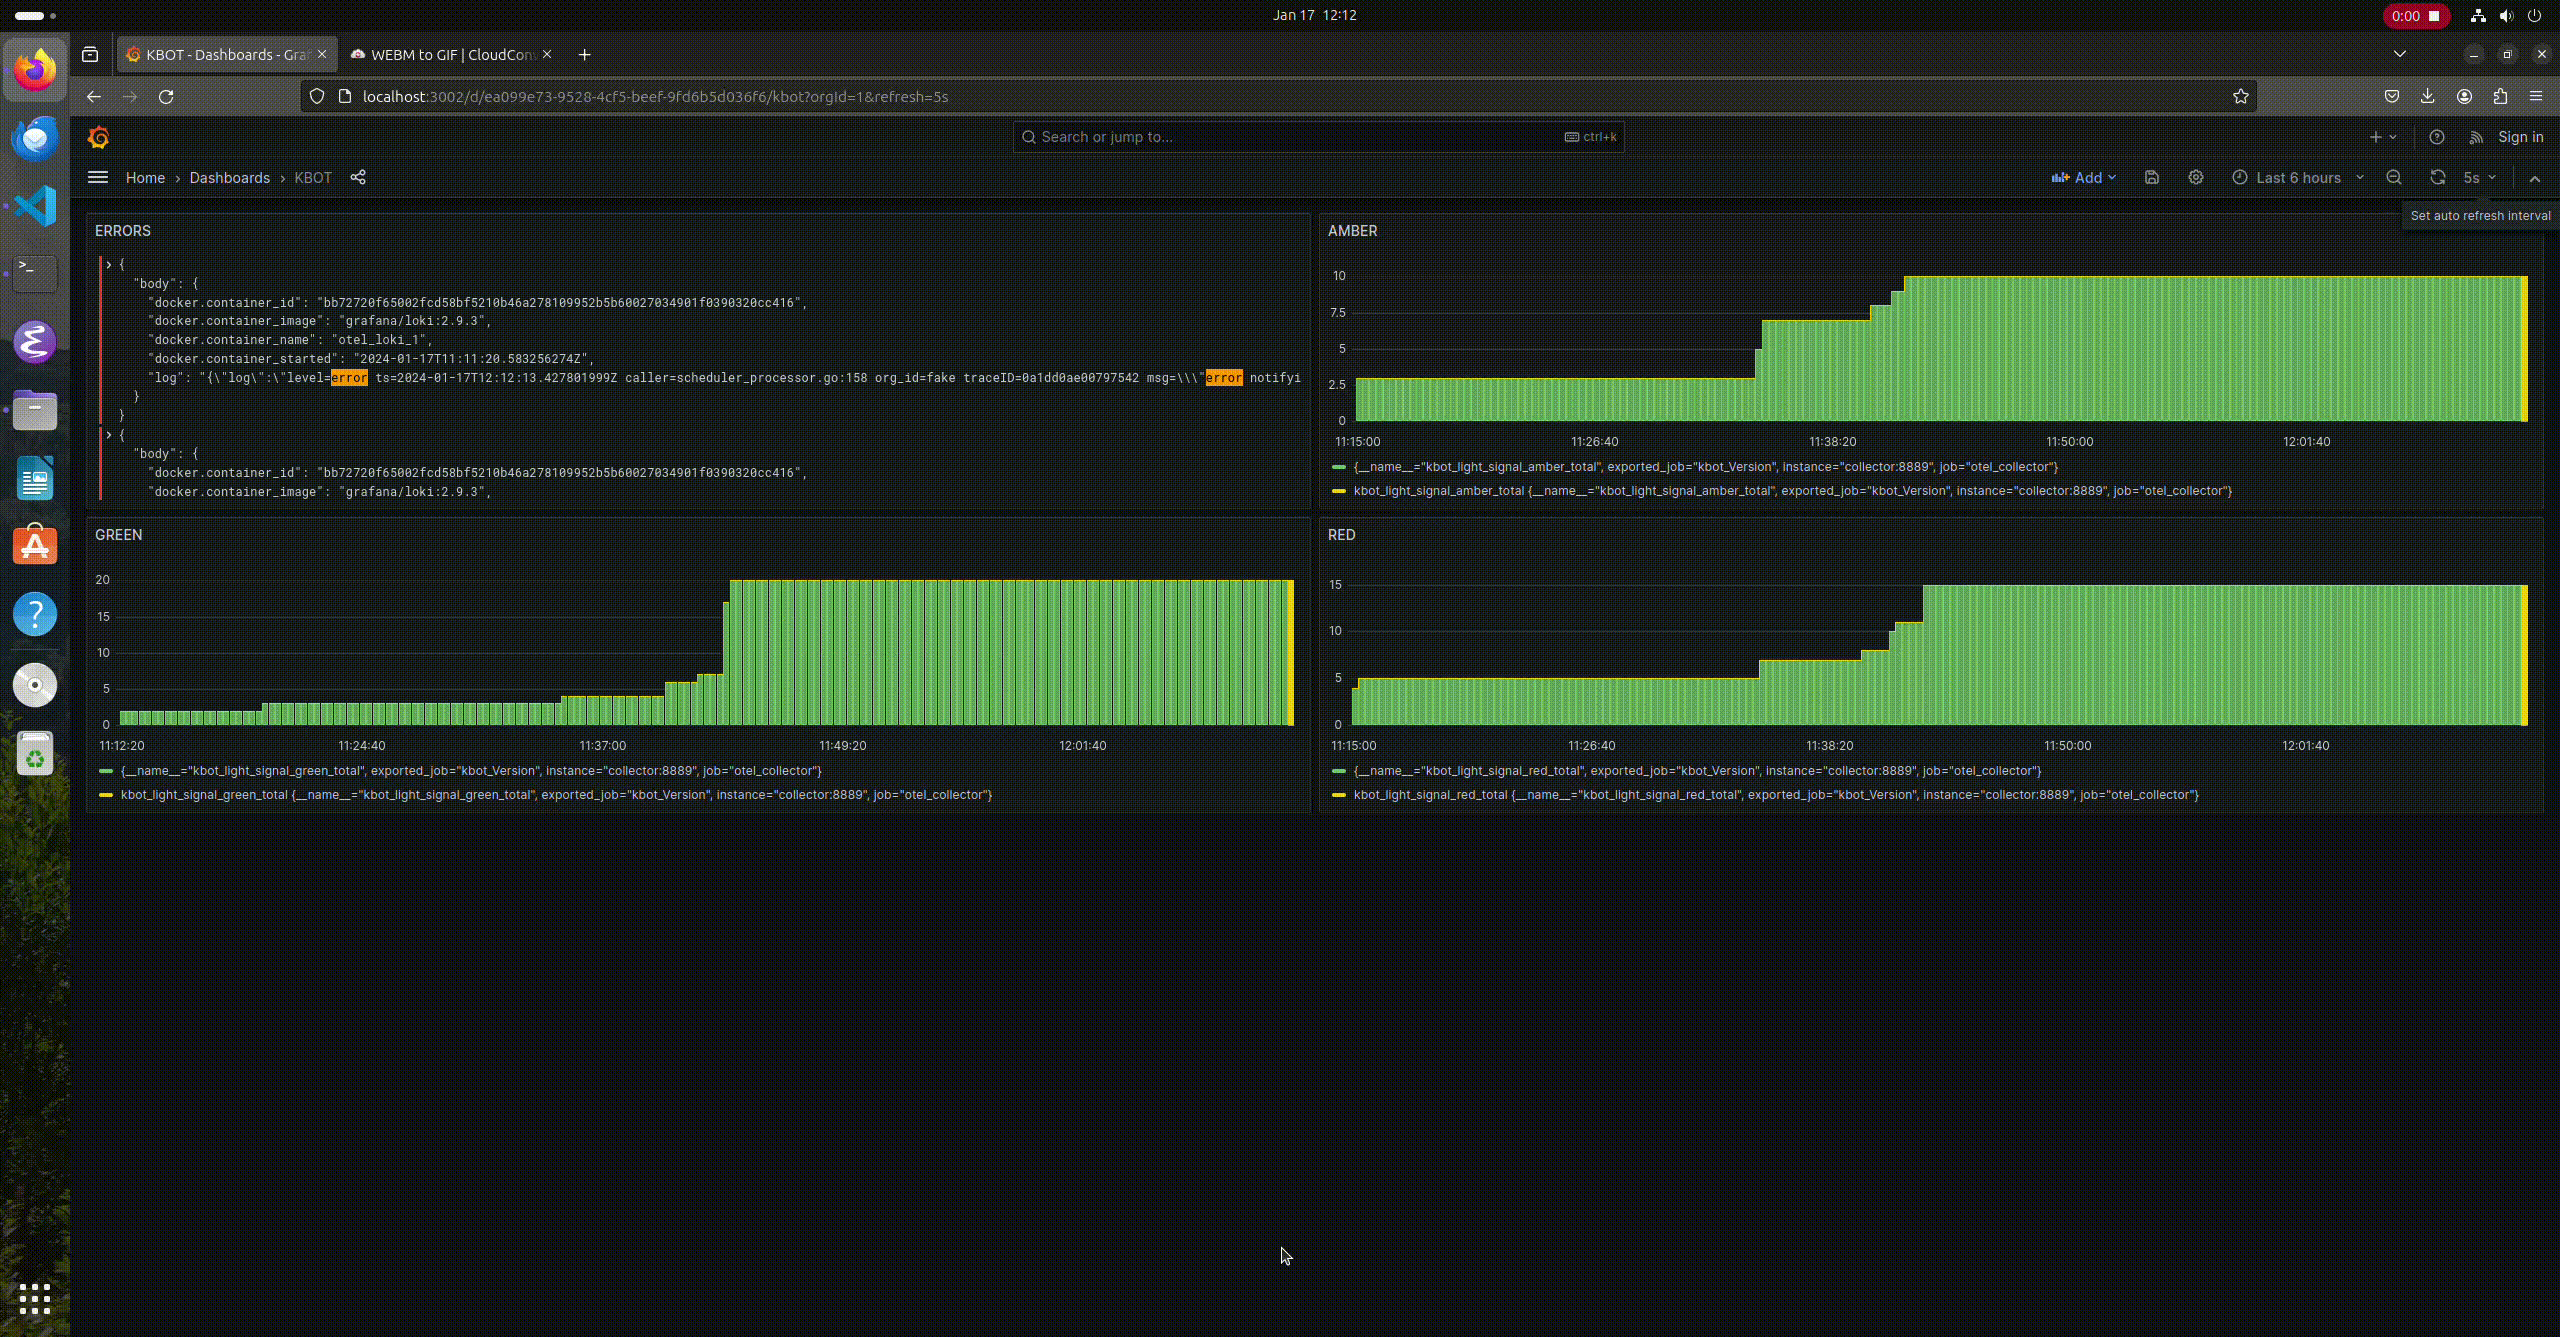 Jan 17  12:12
0:00
KBOT - Dashboards - Gra
WEBM to GIF | CloudConv
localhost:3002/d/ea099e73-9528-4cf5-beef-9fd6b5d036f6/kbot?orgId=1&refresh=5s
Search or jump to...
ctrl+k
Sign in
Home › Dashboards › KBOT
Add
Last 6 hours
5s
Set auto refresh interval
ERRORS
{
"body": {
"docker.container_id": "bb72720f65002fcd58bf5210b46a278109952b5b60027034901f0390320cc416",
"docker.container_image": "grafana/loki:2.9.3",
"docker.container_name": "otel_loki_1",
"docker.container_started": "2024-01-17T11:11:20.583256274Z",
"log": "{\"log\":\"level=error ts=2024-01-17T12:12:13.427801999Z caller=scheduler_processor.go:158 org_id=fake traceID=0a1dd0ae00797542 msg=\\\"error notifyi
}
}
{
"body": {
"docker.container_id": "bb72720f65002fcd58bf5210b46a278109952b5b60027034901f0390320cc416",
"docker.container_image": "grafana/loki:2.9.3",
AMBER
10
7.5
5
2.5
0
11:15:00 11:26:40 11:38:20 11:50:00 12:01:40
{__name__="kbot_light_signal_amber_total", exported_job="kbot_Version", instance="collector:8889", job="otel_collector"}
kbot_light_signal_amber_total {__name__="kbot_light_signal_amber_total", exported_job="kbot_Version", instance="collector:8889", job="otel_collector"}
GREEN
20
15
10
5
0
11:12:20 11:24:40 11:37:00 11:49:20 12:01:40
{__name__="kbot_light_signal_green_total", exported_job="kbot_Version", instance="collector:8889", job="otel_collector"}
kbot_light_signal_green_total {__name__="kbot_light_signal_green_total", exported_job="kbot_Version", instance="collector:8889", job="otel_collector"}
RED
15
10
5
0
11:15:00 11:26:40 11:38:20 11:50:00 12:01:40
{__name__="kbot_light_signal_red_total", exported_job="kbot_Version", instance="collector:8889", job="otel_collector"}
kbot_light_signal_red_total {__name__="kbot_light_signal_red_total", exported_job="kbot_Version", instance="collector:8889", job="otel_collector"}